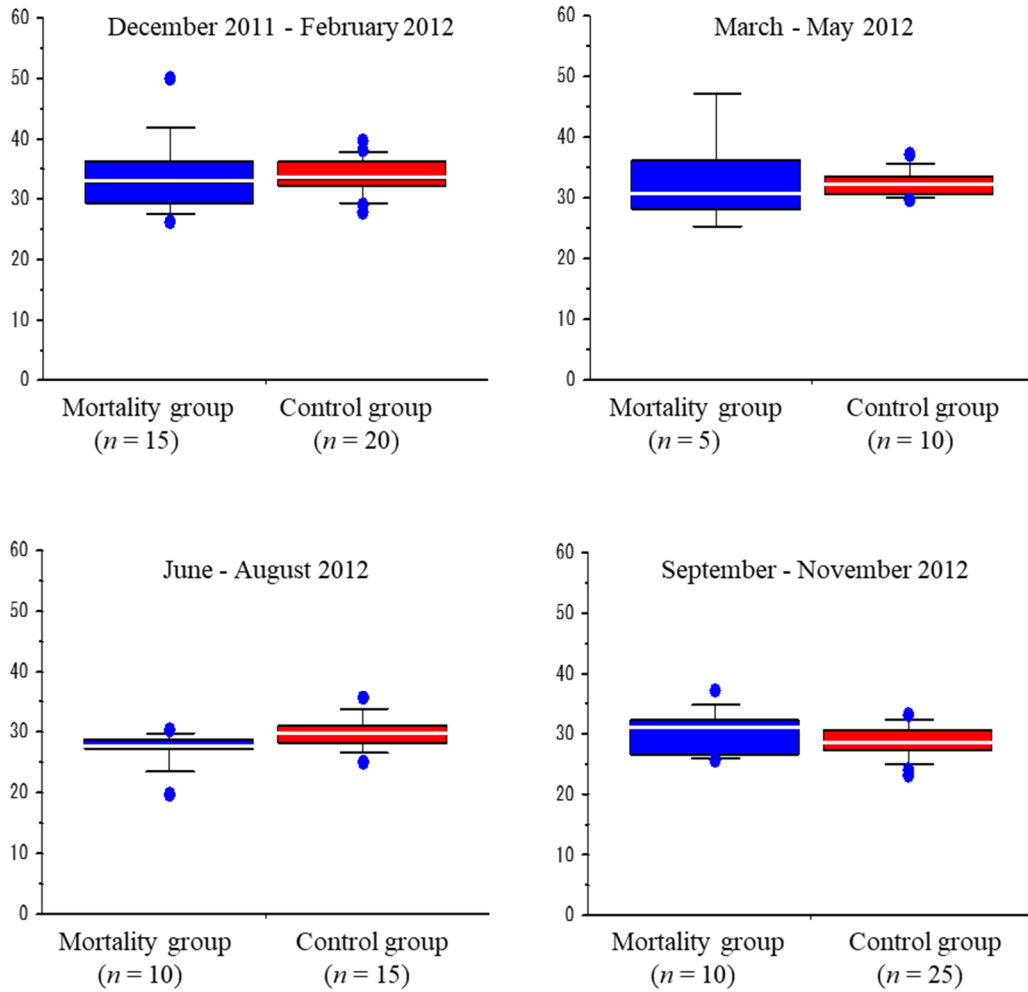 December 2011 - February 2012
60
50
40
30
20
10
0
Mortality group
(n = 15)
Control group
(n = 20)
March - May 2012
60
50
40
30
20
10
0
Mortality group
(n = 5)
Control group
(n = 10)
June - August 2012
60
50
40
30
20
10
0
Mortality group
(n = 10)
Control group
(n = 15)
September - November 2012
60
50
40
30
20
10
0
Mortality group
(n = 10)
Control group
(n = 25)